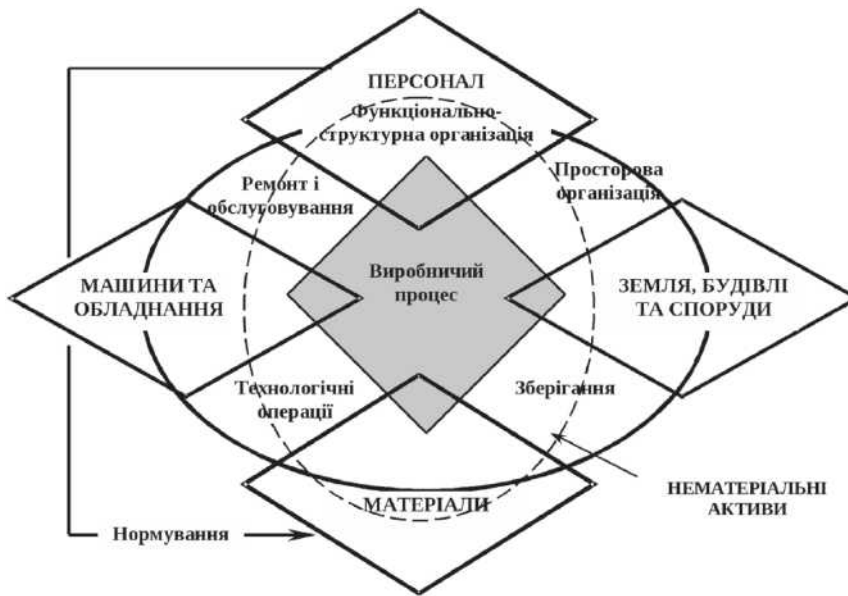 ПЕРСОНАЛ
Функціонально-
структурна організація
Ремонт і
обслуговування
Просторова
організація
МАШИНИ ТА
ОБЛАДНАННЯ
Виробничий
процес
ЗЕМЛЯ, БУДІВЛІ
ТА СПОРУДИ
Технологічні
операції
Зберігання
МАТЕРІАЛИ
НЕМАТЕРІАЛЬНІ
АКТИВИ
Нормування